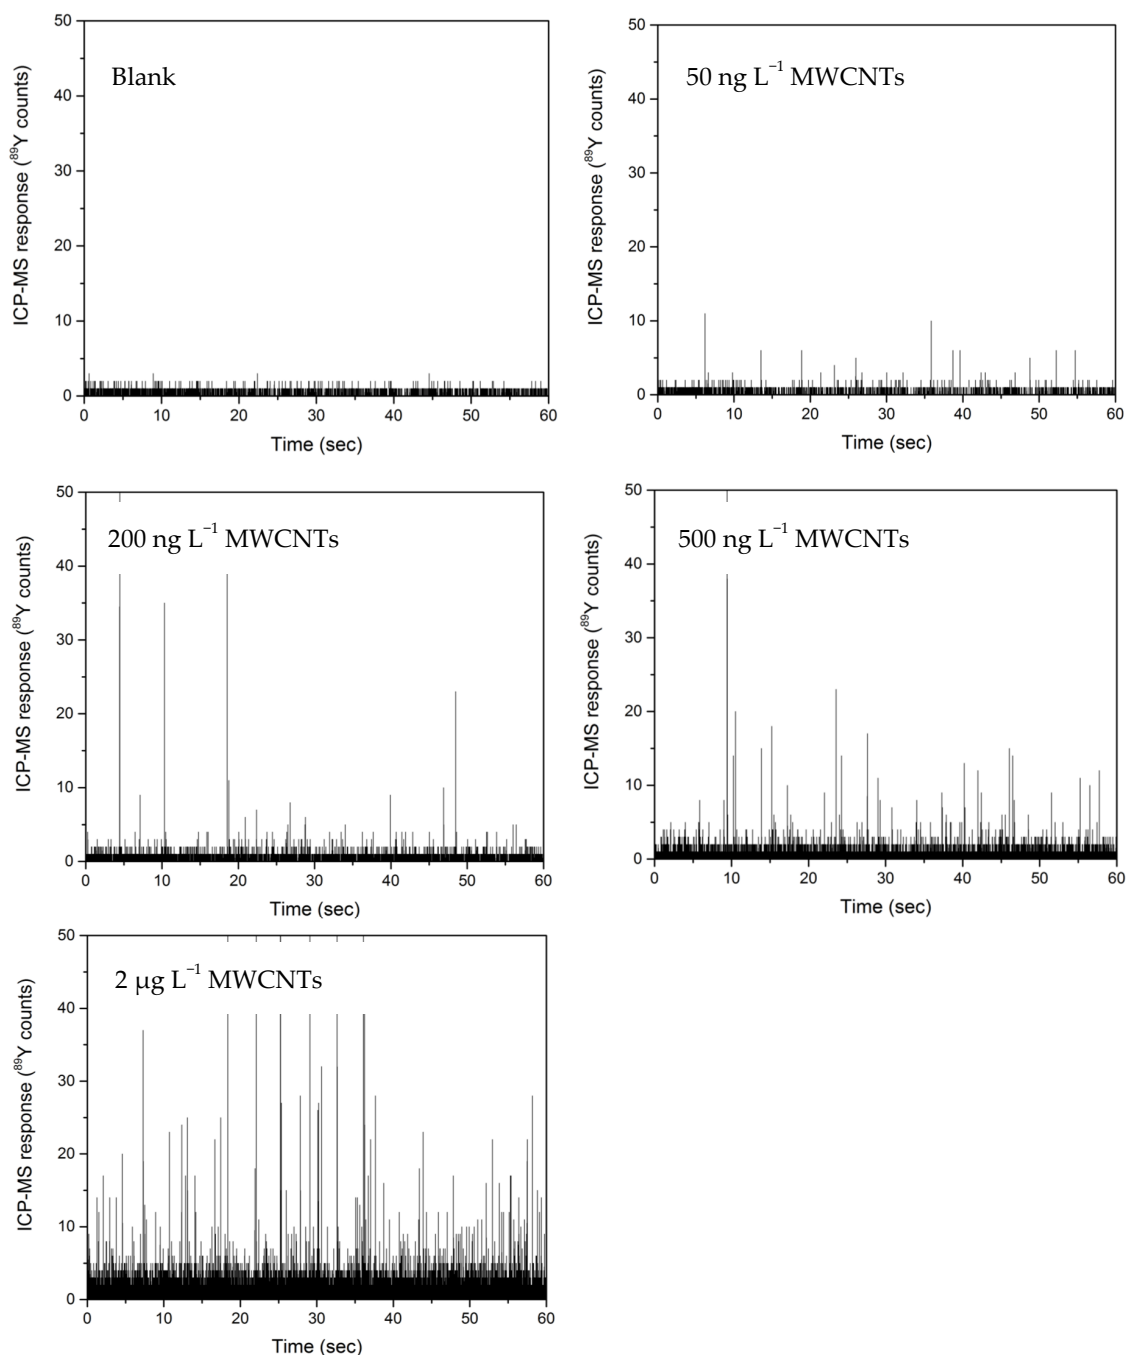 50
40
30
20
10
0
ICP-MS response (⁸⁹Y counts)
Blank
0 10 20 30 40 50 60
Time (sec)
50
40
30
20
10
0
ICP-MS response (⁸⁹Y counts)
50 ng L⁻¹ MWCNTs
0 10 20 30 40 50 60
Time (sec)
50
40
30
20
10
0
ICP-MS response (⁸⁹Y counts)
200 ng L⁻¹ MWCNTs
0 10 20 30 40 50 60
Time (sec)
50
40
30
20
10
0
ICP-MS response (⁸⁹Y counts)
500 ng L⁻¹ MWCNTs
0 10 20 30 40 50 60
Time (sec)
50
40
30
20
10
0
ICP-MS response (⁸⁹Y counts)
2 µg L⁻¹ MWCNTs
0 10 20 30 40 50 60
Time (sec)